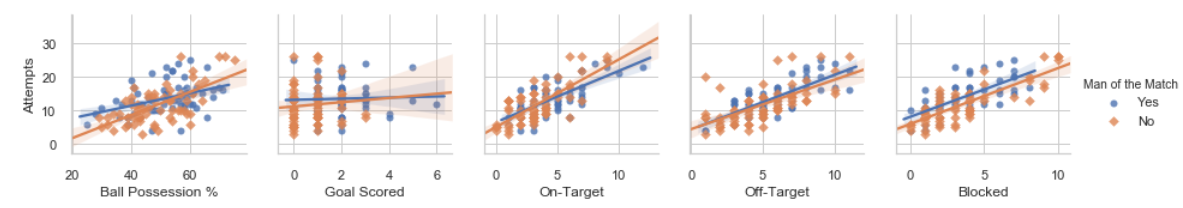 30
20
10
0
Attempts
20 40 60
Ball Possession %
0 2 4 6
Goal Scored
0 5 10
On-Target
0 5 10
Off-Target
0 5 10
Blocked
Man of the Match
Yes
No